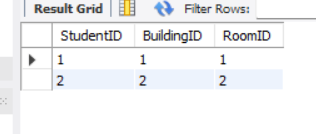 Result Grid Filter Rows:
StudentID BuildingID RoomID
1 1 1
2 2 2